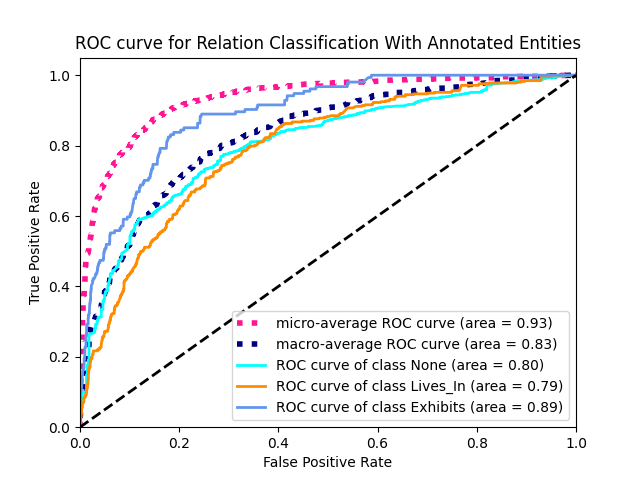 ROC curve for Relation Classification With Annotated Entities
1.0
0.8
0.6
0.4
0.2
0.0
True Positive Rate
micro-average ROC curve (area = 0.93)
macro-average ROC curve (area = 0.83)
ROC curve of class None (area = 0.80)
ROC curve of class Lives_In (area = 0.79)
ROC curve of class Exhibits (area = 0.89)
0.0 0.2 0.4 0.6 0.8 1.0
False Positive Rate